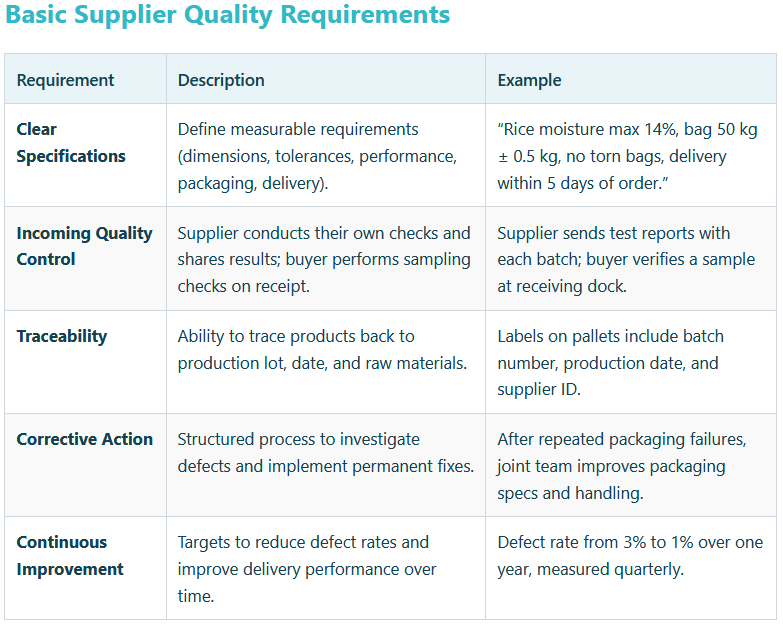 Basic Supplier Quality Requirements
Requirement
Description
Example
Clear
Specifications
Define measurable requirements
(dimensions, tolerances, performance,
packaging, delivery).
“Rice moisture max 14%, bag 50 kg
± 0.5 kg, no torn bags, delivery
within 5 days of order.”
Incoming Quality
Control
Supplier conducts their own checks and
shares results; buyer performs sampling
checks on receipt.
Supplier sends test reports with
each batch; buyer verifies a sample
at receiving dock.
Traceability
Ability to trace products back to
production lot, date, and raw materials.
Labels on pallets include batch
number, production date, and
supplier ID.
Corrective Action
Structured process to investigate
defects and implement permanent fixes.
After repeated packaging failures,
joint team improves packaging
specs and handling.
Continuous
Improvement
Targets to reduce defect rates and
improve delivery performance over
time.
Defect rate from 3% to 1% over one
year, measured quarterly.